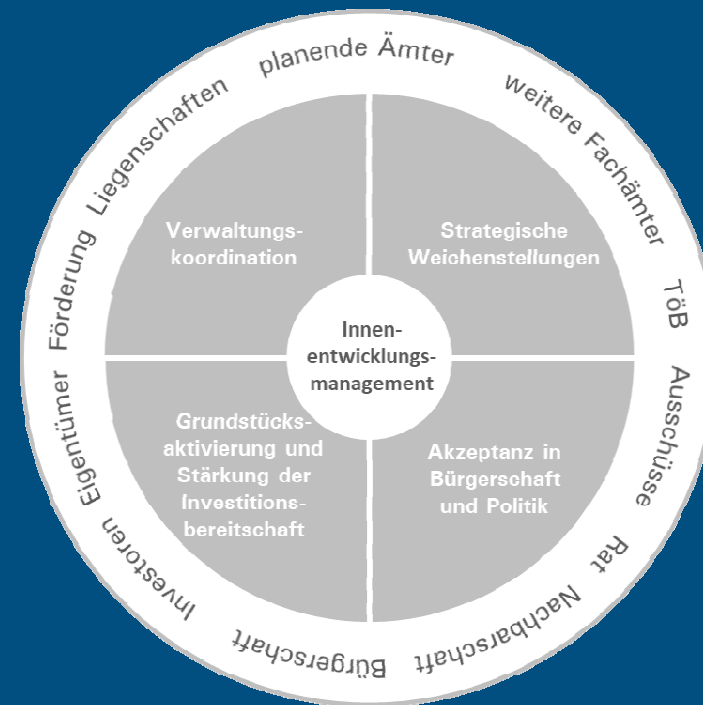 planende Ämter
weitere Fachämter
TöB
Ausschüsse
Rat
Nachbarschaft
Bürgerschaft
Investoren
Eigentümer
Förderung
Liegenschaften
Verwaltungs-
koordination
Strategische
Weichenstellungen
Innen-
entwicklungs-
management
Grundstücks-
aktivierung und
Stärkung der
Investitions-
bereitschaft
Akzeptanz in
Bürgerschaft
und Politik